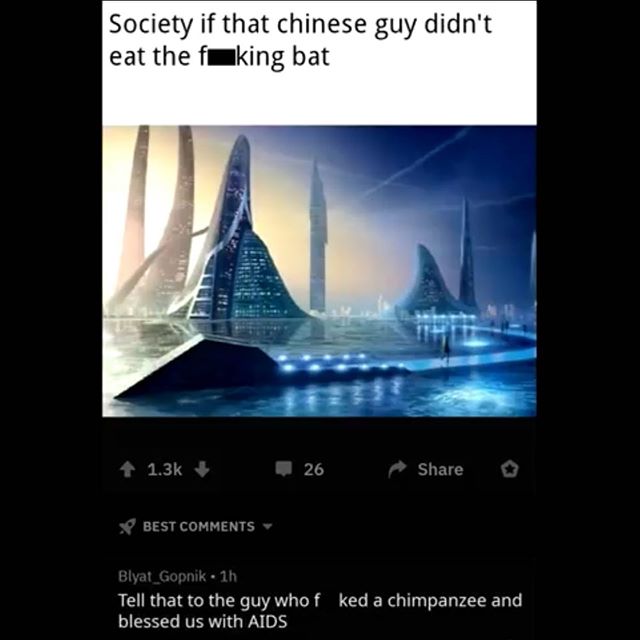 Society if that chinese guy didn't
eat the f██king bat
1.3k
26
Share
BEST COMMENTS
Blyat_Gopnik • 1h
Tell that to the guy who f ked a chimpanzee and
blessed us with AIDS